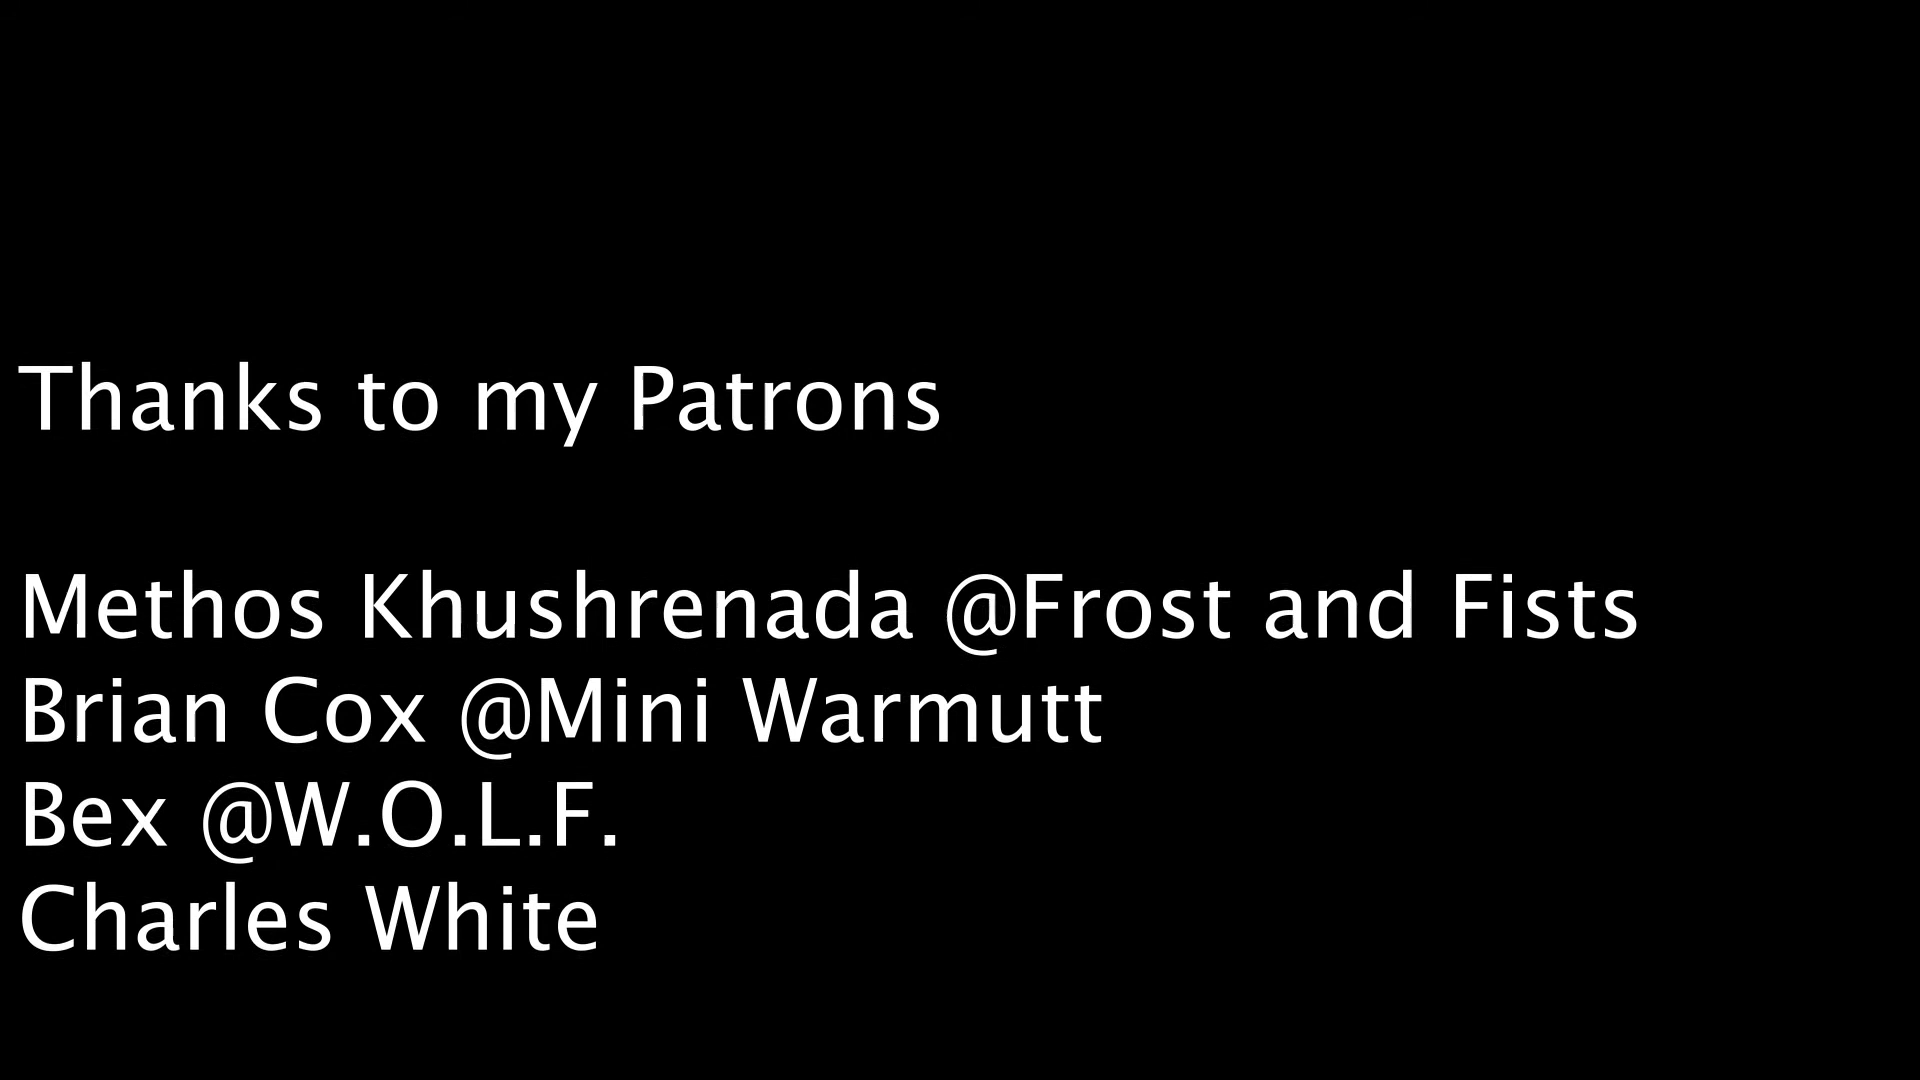 Thanks to my Patrons
Methos Khushrenada @Frost and Fists
Brian Cox @Mini Warmutt
Bex @W.O.L.F.
Charles White